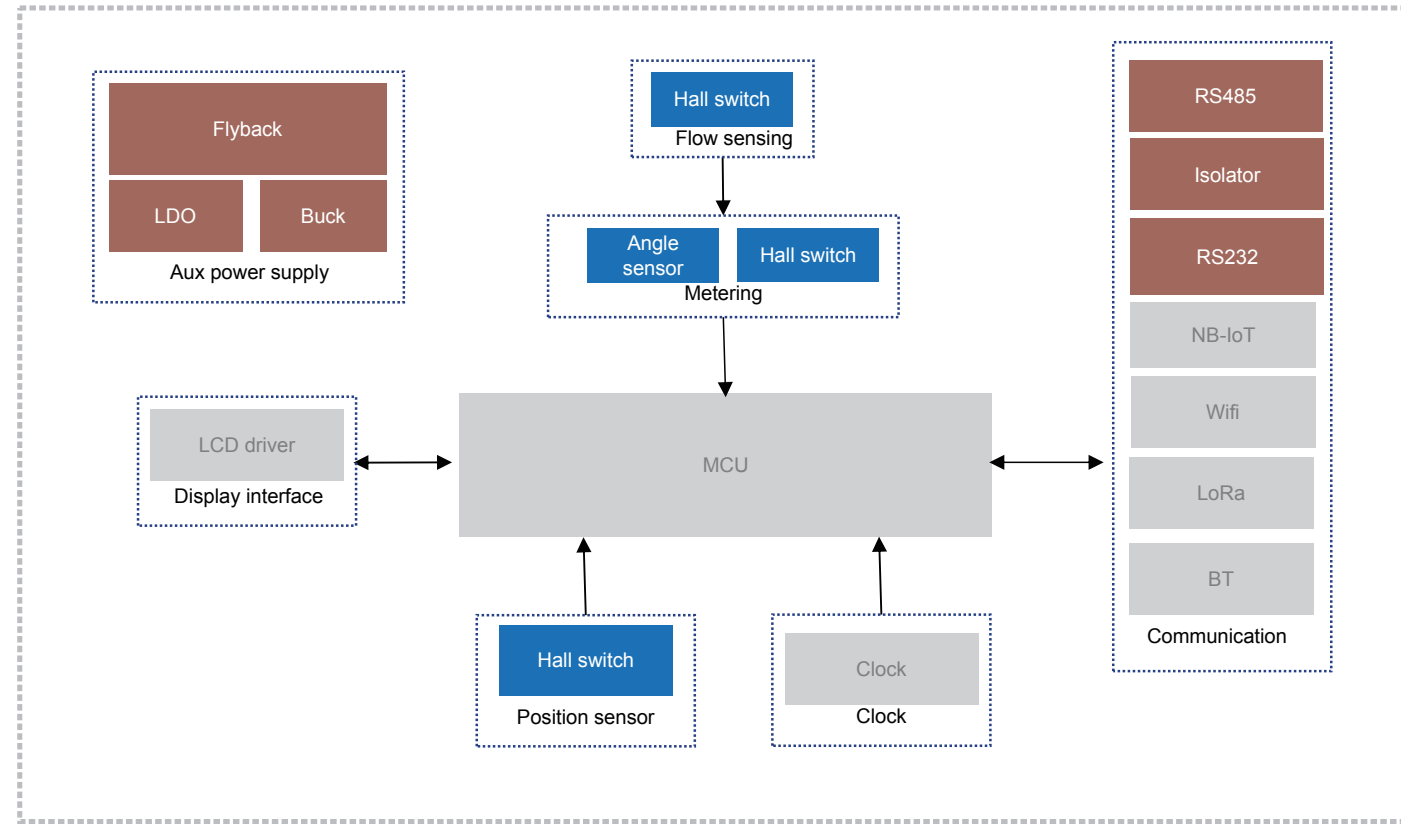 Flyback
LDO
Buck
Aux power supply
Hall switch
Flow sensing
Angle
sensor
Hall switch
Metering
RS485
Isolator
RS232
NB-IoT
Wifi
LoRa
BT
Communication
LCD driver
Display interface
MCU
Hall switch
Position sensor
Clock
Clock